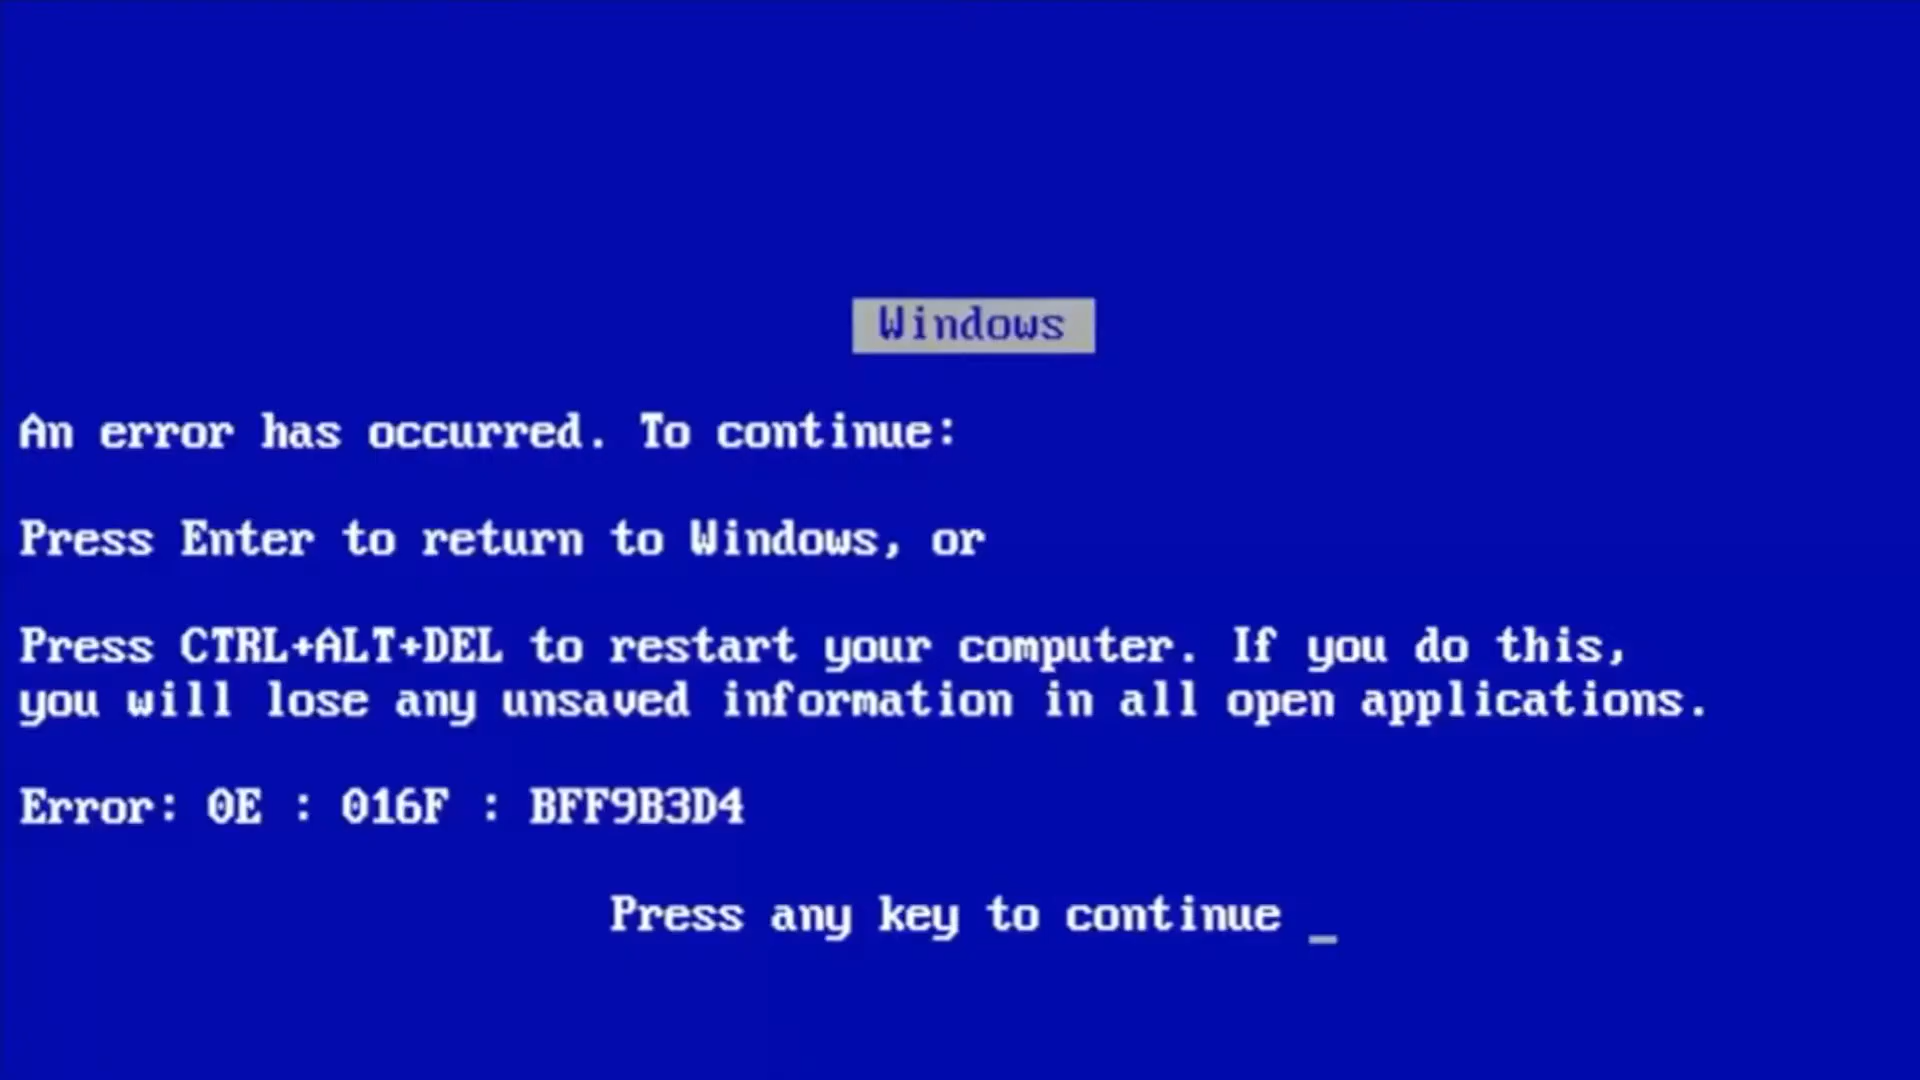 Windows
An error has occurred. To continue:
Press Enter to return to Windows, or
Press CTRL+ALT+DEL to restart your computer. If you do this,
you will lose any unsaved information in all open applications.
Error: 0E : 016F : BFF9B3D4
Press any key to continue _